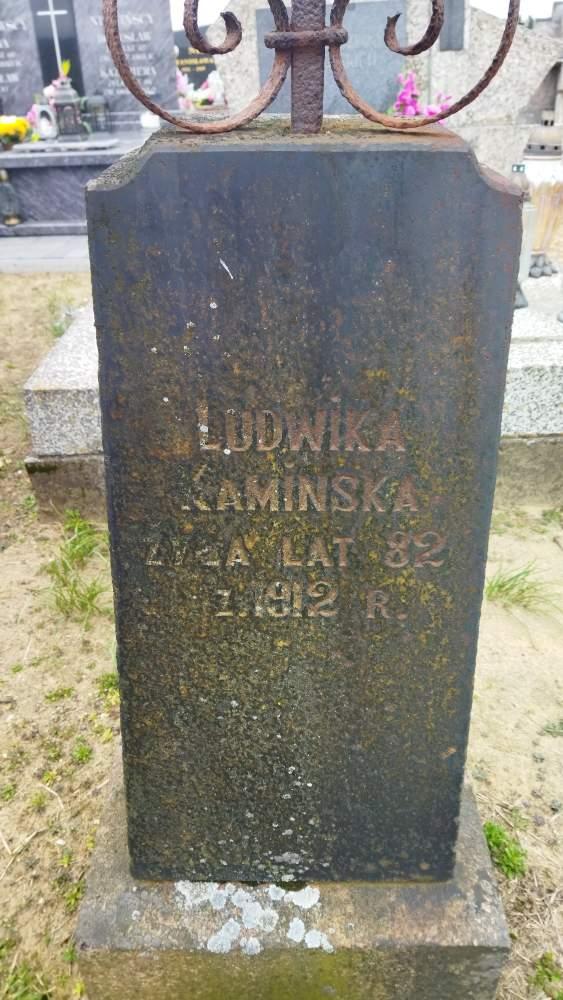 LUDWIKA
KAMIŃSKA
ŻYŁA LAT 82
Z. 1912 R.